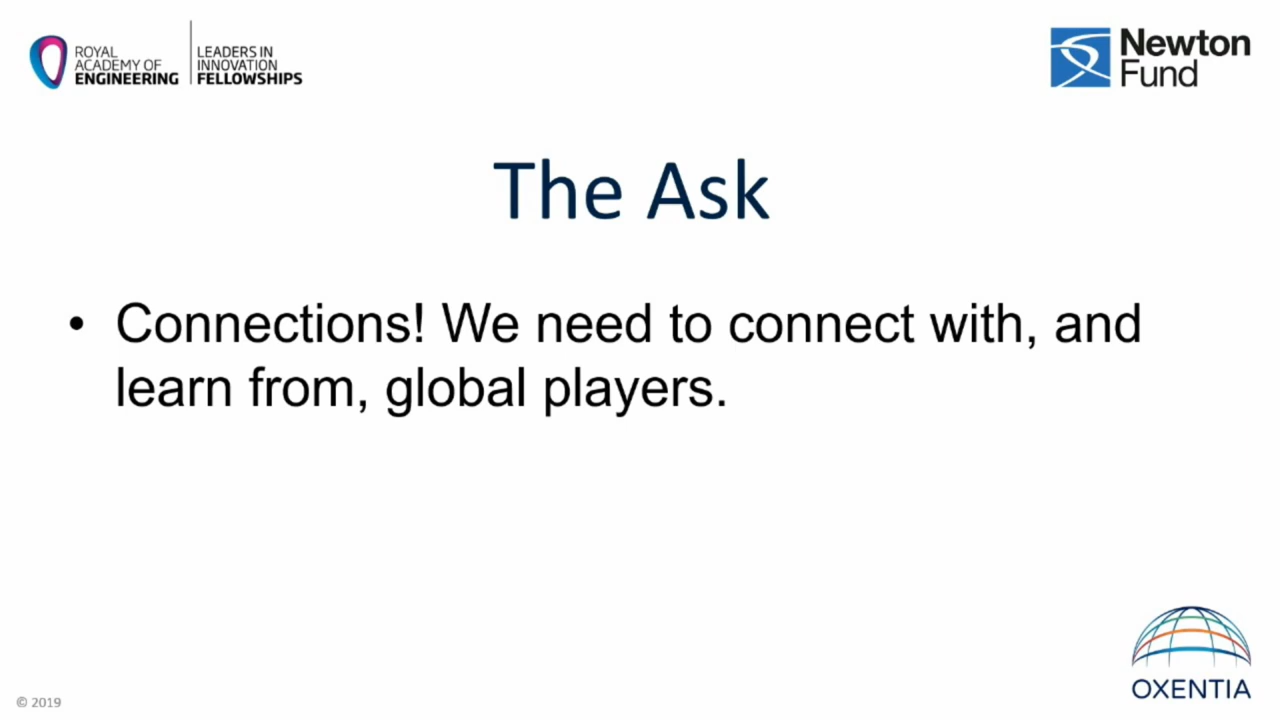 ROYAL
ACADEMY OF
ENGINEERING
LEADERS IN
INNOVATION
FELLOWSHIPS
Newton
Fund
The Ask
• Connections! We need to connect with, and
learn from, global players.
OXENTIA
© 2019